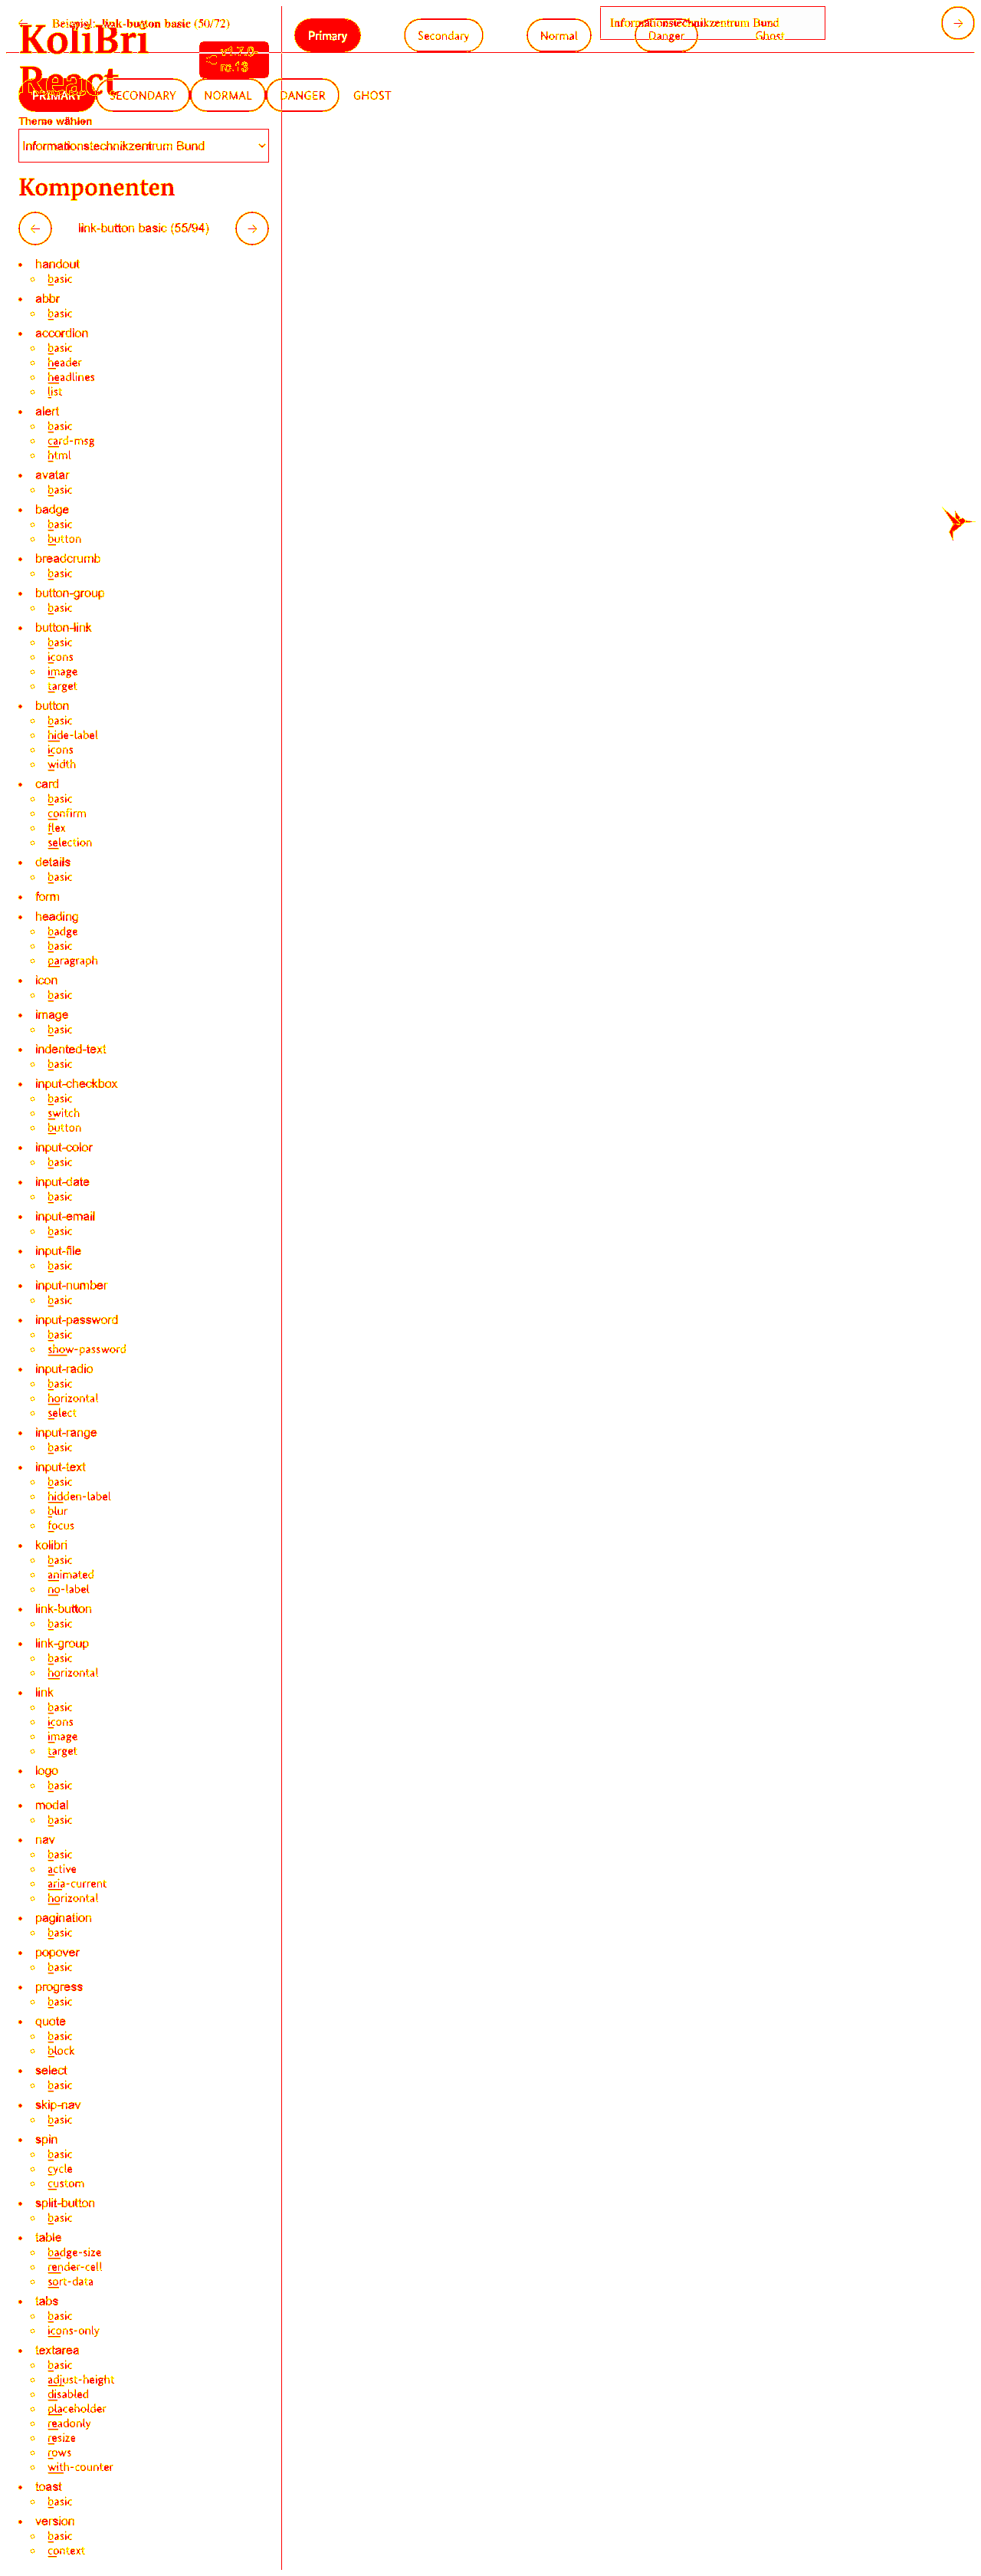 Beispiel: link-button basic (50/72)
Informationstechnikzentrum Bund
KoliBri
React
v1.7.0-
rc.13
Primary
Secondary
Normal
Danger
Ghost
PRIMARY
SECONDARY
NORMAL
DANGER
GHOST
Theme wählen
Informationstechnikzentrum Bund
Komponenten
link-button basic (55/94)
handout
basic
abbr
basic
accordion
basic
header
headlines
list
alert
basic
card-msg
html
avatar
basic
badge
basic
button
breadcrumb
basic
button-group
basic
button-link
basic
icons
image
target
button
basic
hide-label
icons
width
card
basic
confirm
flex
selection
details
basic
form
heading
badge
basic
paragraph
icon
basic
image
basic
indented-text
basic
input-checkbox
basic
switch
button
input-color
basic
input-date
basic
input-email
basic
input-file
basic
input-number
basic
input-password
basic
show-password
input-radio
basic
horizontal
select
input-range
basic
input-text
basic
hidden-label
blur
focus
kolibri
basic
animated
no-label
link-button
basic
link-group
basic
horizontal
link
basic
icons
image
target
logo
basic
modal
basic
nav
basic
active
aria-current
horizontal
pagination
basic
popover
basic
progress
basic
quote
basic
block
select
basic
skip-nav
basic
spin
basic
cycle
custom
split-button
basic
table
badge-size
render-cell
sort-data
tabs
basic
icons-only
textarea
basic
adjust-height
disabled
placeholder
readonly
resize
rows
with-counter
toast
basic
version
basic
context